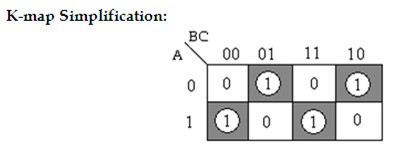 K-map Simplification:
BC
A 00 01 11 10
0 0 1 0 1
1 1 0 1 0